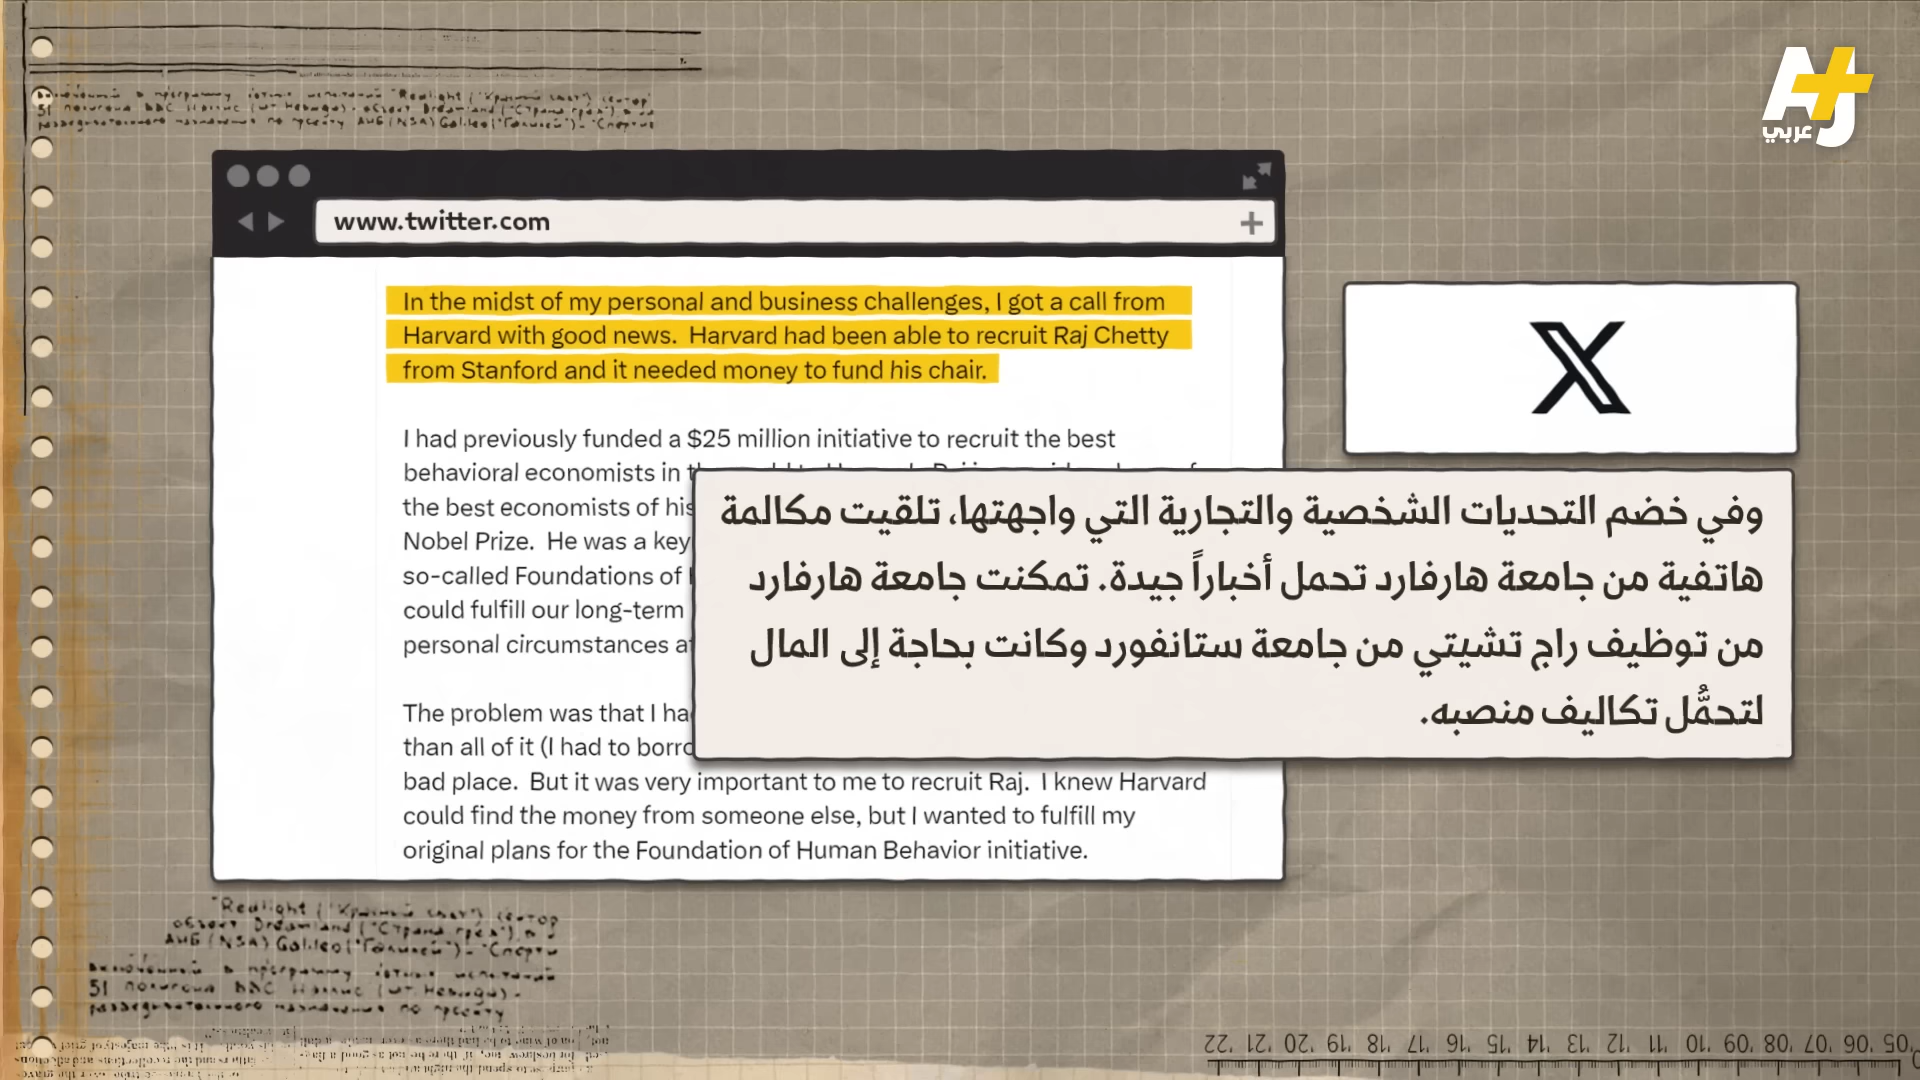 عربي
www.twitter.com
In the midst of my personal and business challenges, I got a call from
Harvard with good news. Harvard had been able to recruit Raj Chetty
from Stanford and it needed money to fund his chair.
I had previously funded a $25 million initiative to recruit the best
behavioral economists in
the best economists of his
Nobel Prize. He was a key
so-called Foundations of
could fulfill our long-term
personal circumstances
The problem was that I
than all of it (I had to
bad place. But it was very important to me to recruit Raj. I knew Harvard
could find the money from someone else, but I wanted to fulfill my
original plans for the Foundation of Human Behavior initiative.
X
وفي خضم التحديات الشخصية والتجارية التي واجهتها، تلقيت مكالمة
هاتفية من جامعة هارفارد تحمل أخباراً جيدة. تمكنت جامعة هارفارد
من توظيف راج تشيتي من جامعة ستانفورد وكانت بحاجة إلى المال
لتحمُّل تكاليف منصبه.